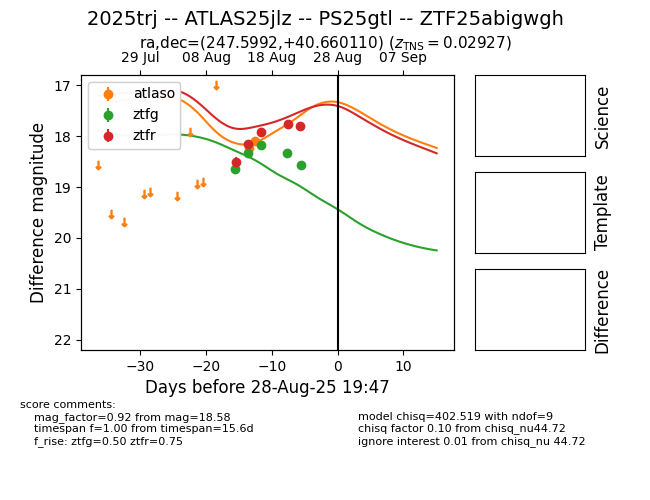 2025trj -- ATLAS25jlz -- PS25gtl -- ZTF25abigwgh
ra,dec=(247.5992,+40.660110) (zTNS = 0.02927)
29 Jul 08 Aug 18 Aug 28 Aug 07 Sep
atlaso
ztfg
ztfr
17
18
19
20
21
22
Difference magnitude
−30 −20 −10 0 10
Days before 28-Aug-25 19:47
Science
Template
Difference
score comments:
mag_factor=0.92 from mag=18.58
timespan f=1.00 from timespan=15.6d
f_rise: ztfg=0.50 ztfr=0.75
model chisq=402.519 with ndof=9
chisq factor 0.10 from chisq_nu44.72
ignore interest 0.01 from chisq_nu 44.72